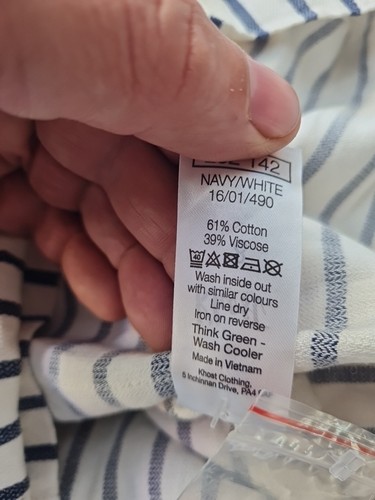 142
NAVY/WHITE
16/01/490
61% Cotton
39% Viscose
40
Wash inside out
with similar colours
Line dry
Iron on reverse
Think Green -
Wash Cooler
Made in Vietnam
Khost Clothing,
5 Inchinnan Drive, PA4